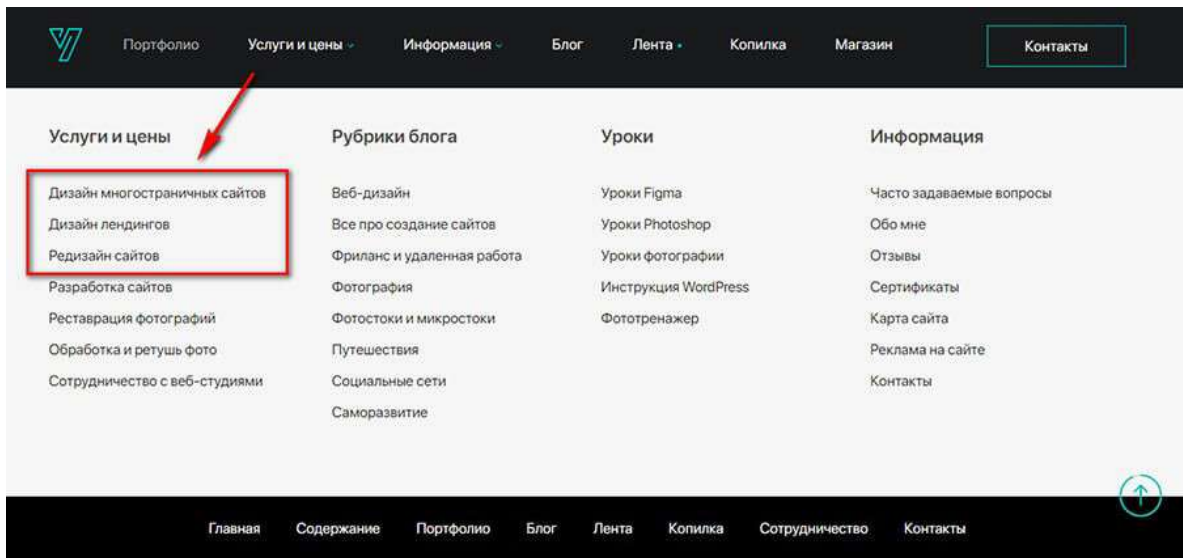 Портфолио Услуги и цены Информация Блог Лента Копилка Магазин Контакты
Услуги и цены
Дизайн многостраничных сайтов
Дизайн лендингов
Редизайн сайтов
Разработка сайтов
Реставрация фотографий
Обработка и ретушь фото
Сотрудничество с веб-студиями
Рубрики блога
Веб-дизайн
Все про создание сайтов
Фриланс и удаленная работа
Фотография
Фотостоки и микростоки
Путешествия
Социальные сети
Саморазвитие
Уроки
Уроки Figma
Уроки Photoshop
Уроки фотографии
Инструкция WordPress
Фототренажер
Информация
Часто задаваемые вопросы
Обо мне
Отзывы
Сертификаты
Карта сайта
Реклама на сайте
Контакты
Главная Содержание Портфолио Блог Лента Копилка Сотрудничество Контакты